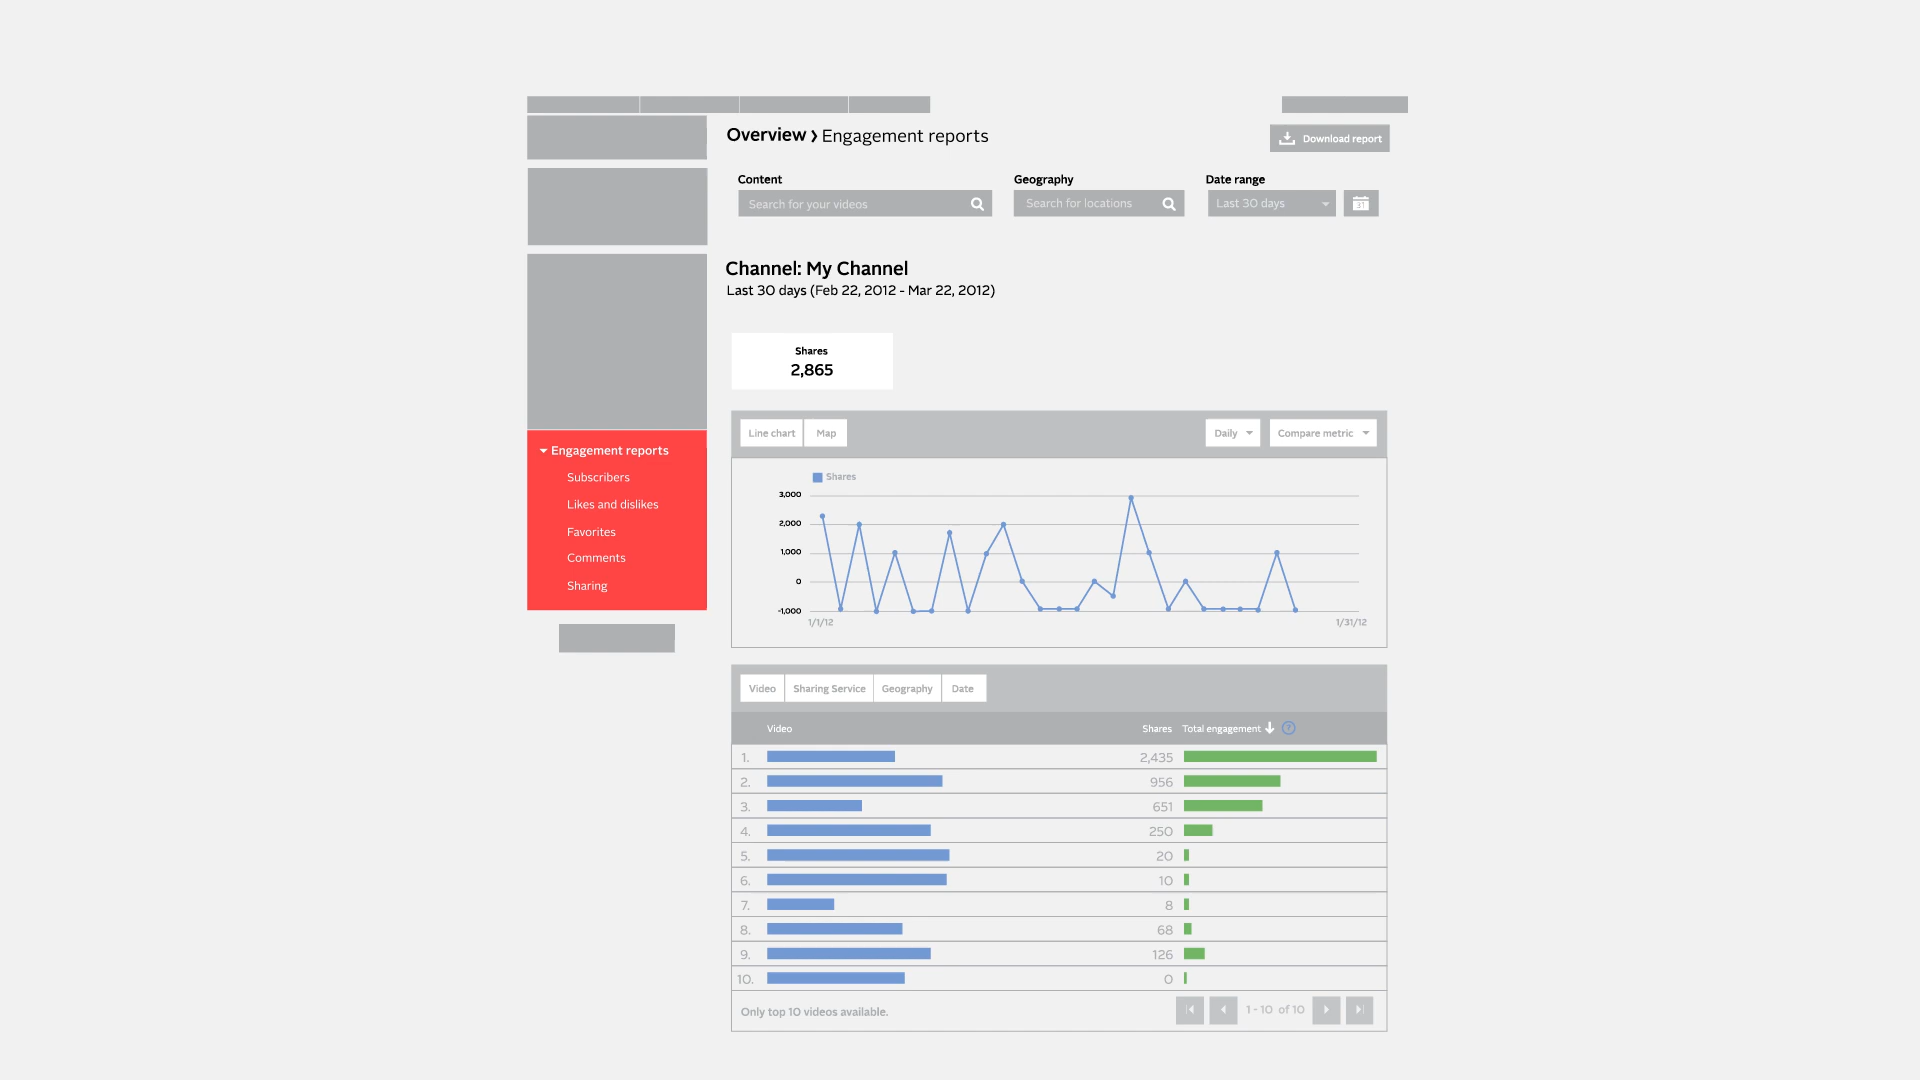 Overview › Engagement reports
Download report
Content
Geography
Date range
Search for your videos
Search for locations
Last 30 days
31
Channel: My Channel
Last 30 days (Feb 22, 2012 - Mar 22, 2012)
Shares
2,865
Engagement reports
Subscribers
Likes and dislikes
Favorites
Comments
Sharing
Line chart
Map
Daily
Compare metric
Shares
3,000
2,000
1,000
0
-1,000
1/1/12
1/31/12
Video
Sharing Service
Geography
Date
Video Shares Total engagement ?
1. 2,435
2. 956
3. 651
4. 250
5. 20
6. 10
7. 8
8. 68
9. 126
10. 0
Only top 10 videos available.
1 - 10 of 10